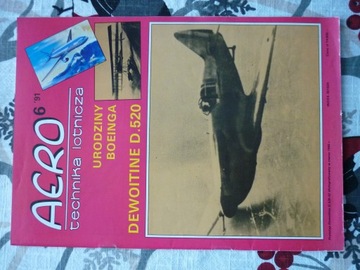 AERO
6'91
technika lotnicza
URODZINY
BOEINGA
DEWOITINE D.520